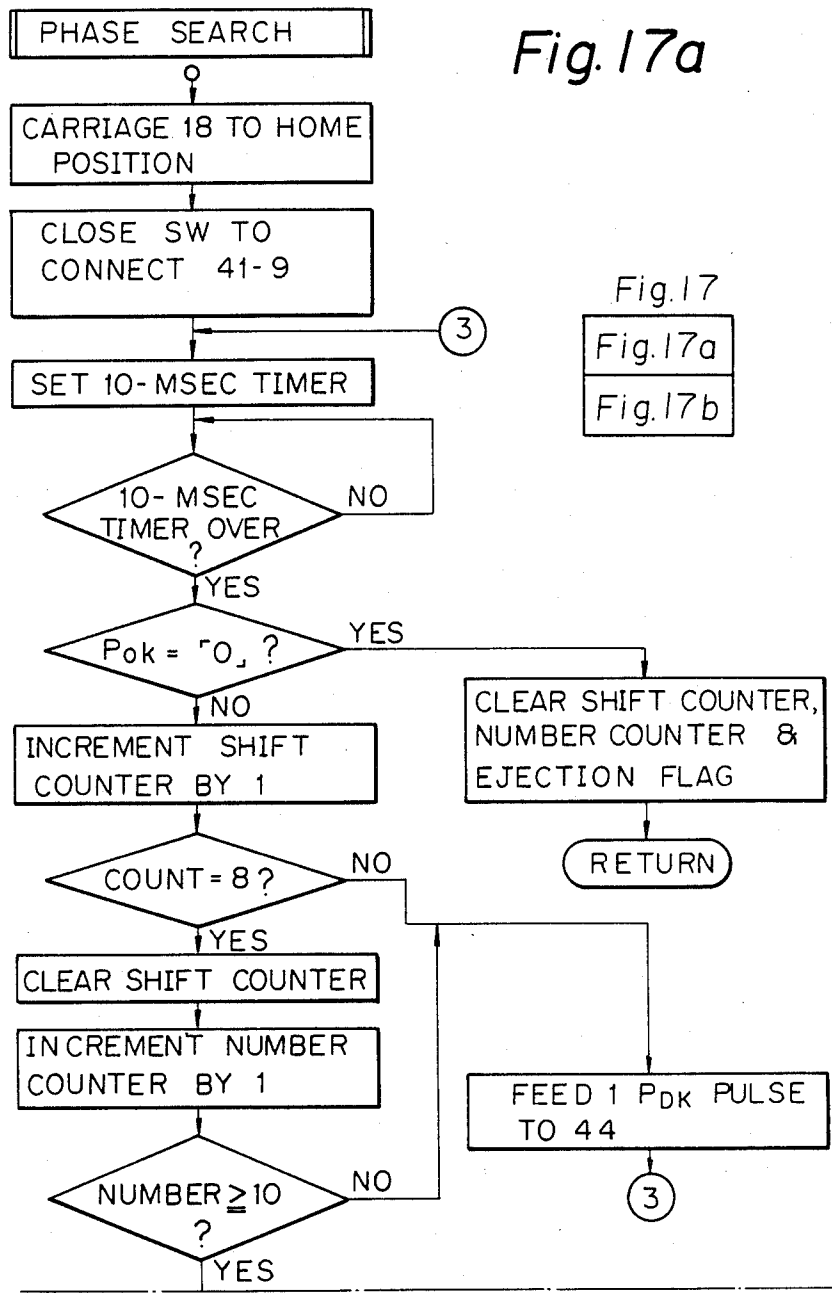 PHASE SEARCH
Fig. 17a
CARRIAGE 18 TO HOME
POSITION
CLOSE SW TO
CONNECT 41-9
3
Fig. 17
Fig. 17a
Fig. 17b
SET 10-MSEC TIMER
10-MSEC
TIMER OVER
?
NO
YES
Pok = 「0」 ?
YES
NO
CLEAR SHIFT COUNTER,
NUMBER COUNTER &
EJECTION FLAG
INCREMENT SHIFT
COUNTER BY 1
RETURN
COUNT = 8 ?
NO
YES
CLEAR SHIFT COUNTER
INCREMENT NUMBER
COUNTER BY 1
FEED 1 PDK PULSE
TO 44
3
NUMBER ≧ 10
?
NO
YES